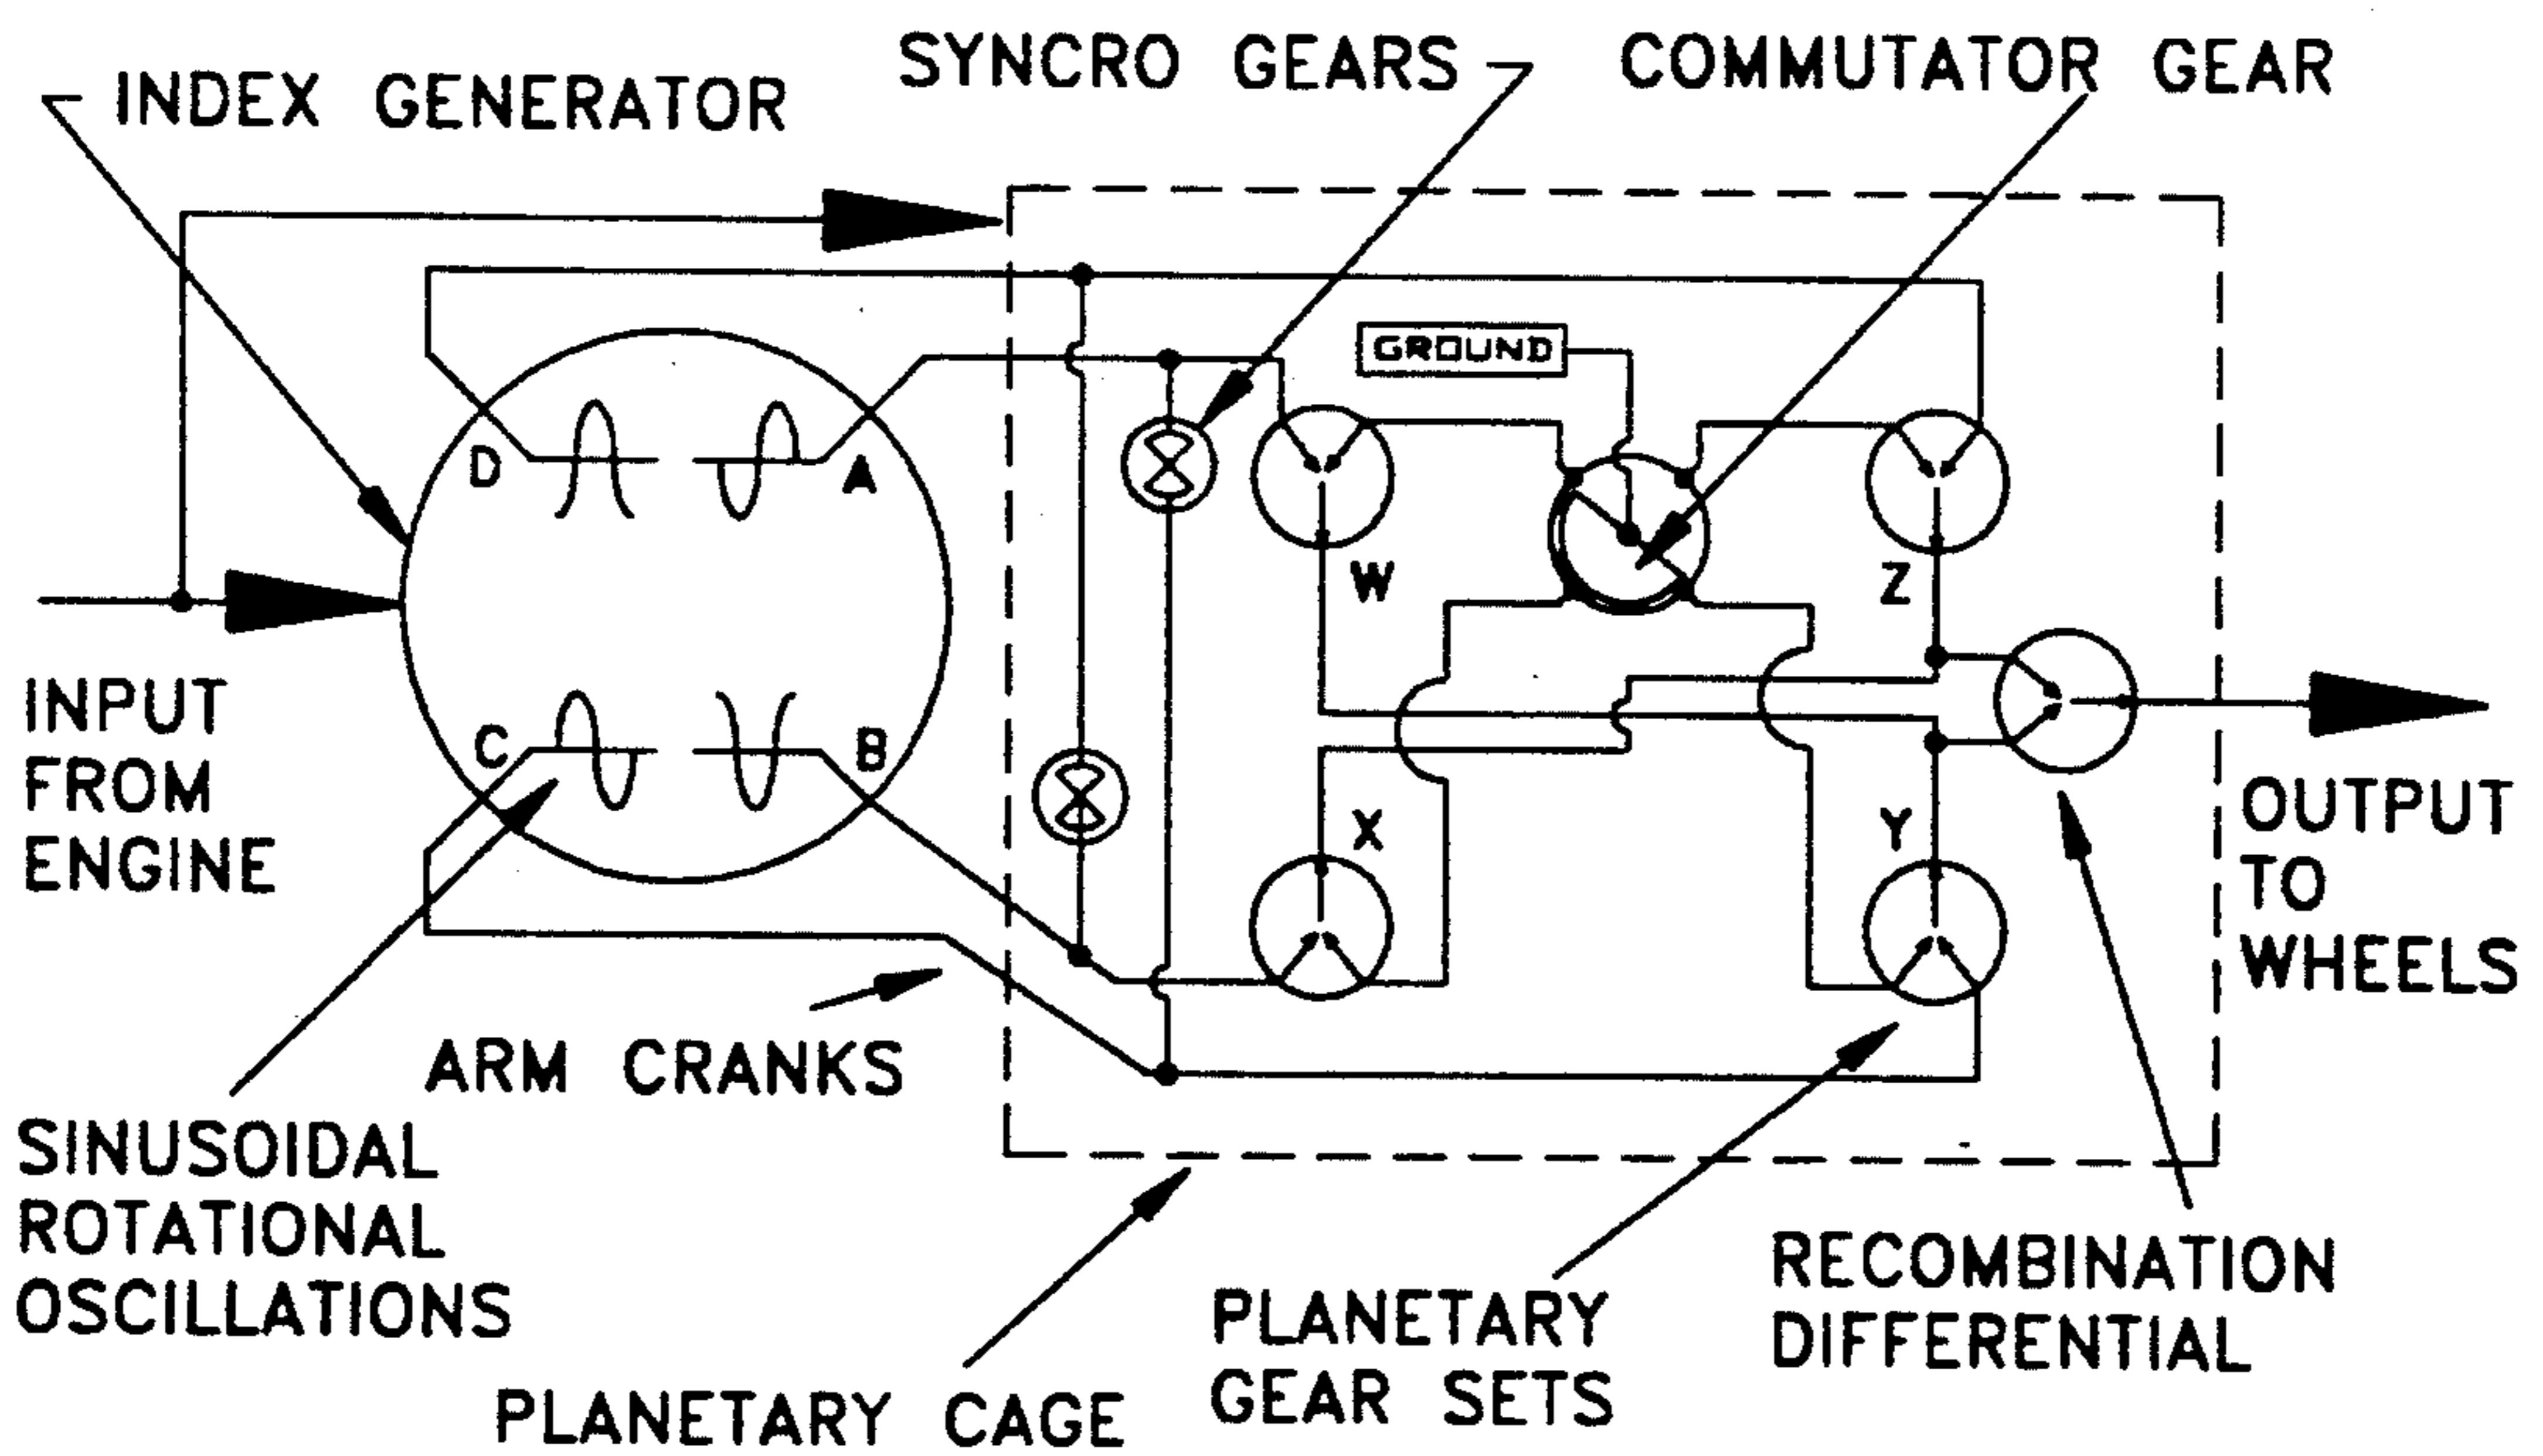 SYNCRO GEARS
COMMUTATOR GEAR
INDEX GENERATOR
GROUND
D
A
W
Z
INPUT
FROM
ENGINE
C
B
X
Y
OUTPUT
TO
WHEELS
ARM CRANKS
SINUSOIDAL
ROTATIONAL
OSCILLATIONS
RECOMBINATION
DIFFERENTIAL
PLANETARY
GEAR SETS
PLANETARY CAGE